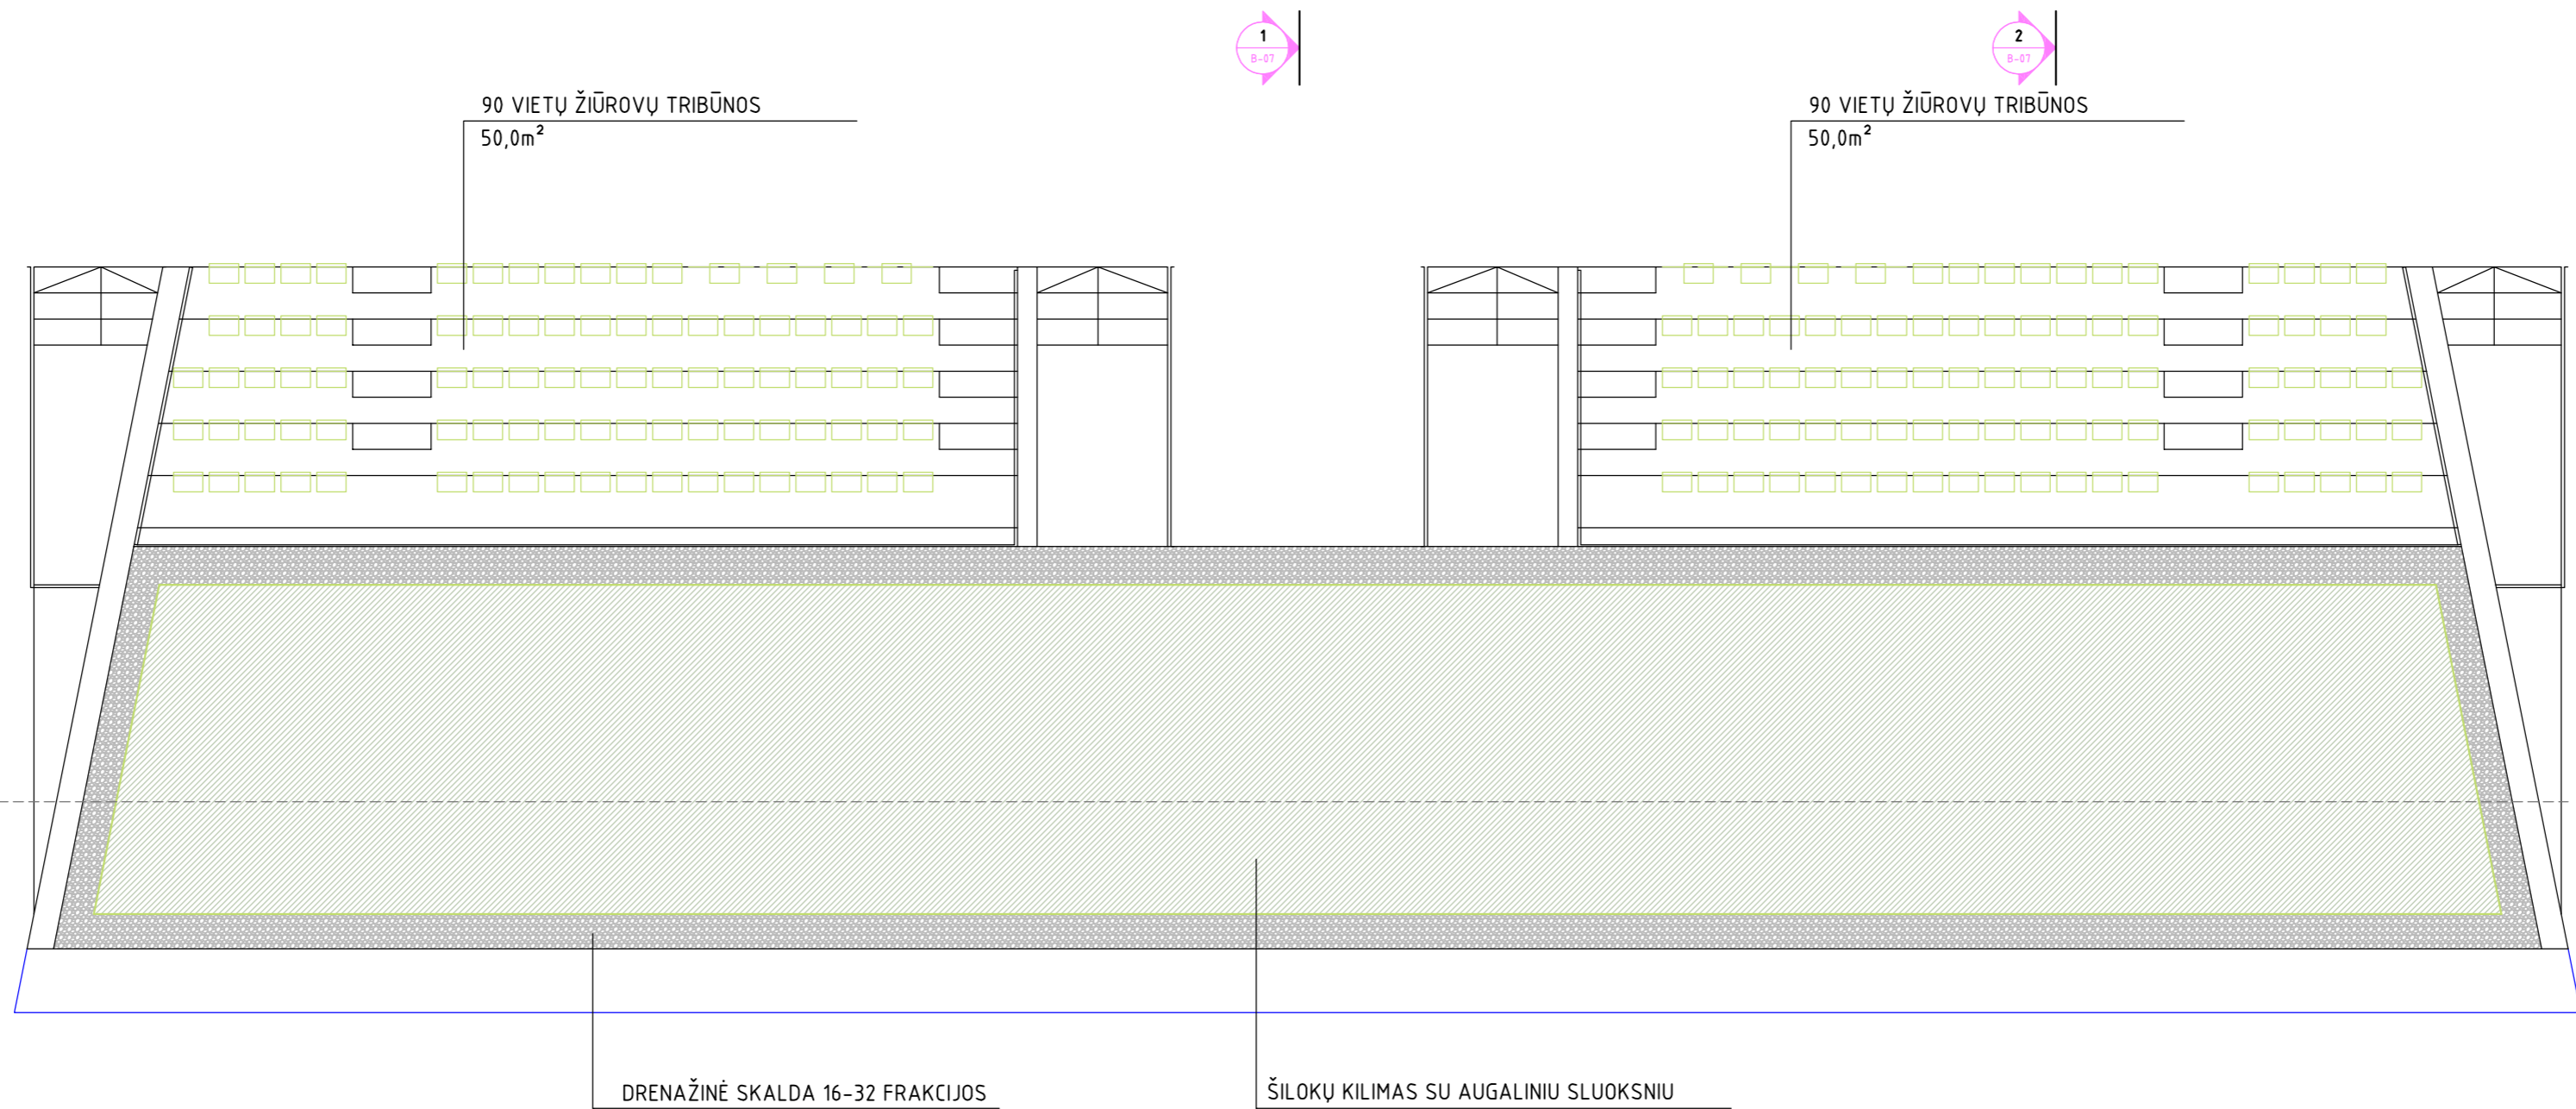 1
B-07
2
B-07
90 VIETŲ ŽIŪROVŲ TRIBŪNOS
50,0m²
90 VIETŲ ŽIŪROVŲ TRIBŪNOS
50,0m²
DRENAŽINĖ SKALDA 16-32 FRAKCIJOS
ŠILOKŲ KILIMAS SU AUGALINIU SLUOKSNIU